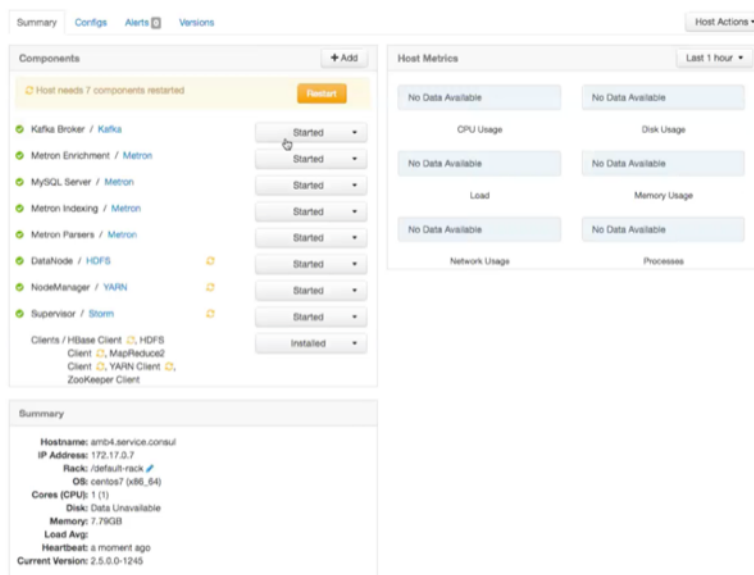 Summary Configs Alerts 0 Versions Host Actions
Components + Add
Host needs 7 components restarted Restart
Kafka Broker / Kafka Started
Metron Enrichment / Metron Started
MySQL Server / Metron Started
Metron Indexing / Metron Started
Metron Parsers / Metron Started
DataNode / HDFS Started
NodeManager / YARN Started
Supervisor / Storm Started
Clients / HBase Client , HDFS Installed
Client , MapReduce2
Client , YARN Client ,
ZooKeeper Client
Host Metrics Last 1 hour
No Data Available No Data Available
CPU Usage Disk Usage
No Data Available No Data Available
Load Memory Usage
No Data Available No Data Available
Network Usage Processes
Summary
Hostname: amb4.service.consul
IP Address: 172.17.0.7
Rack: /default-rack
OS: centos7 (x86_64)
Cores (CPU): 1 (1)
Disk: Data Unavailable
Memory: 7.79GB
Load Avg:
Heartbeat: a moment ago
Current Version: 2.5.0.0-1245